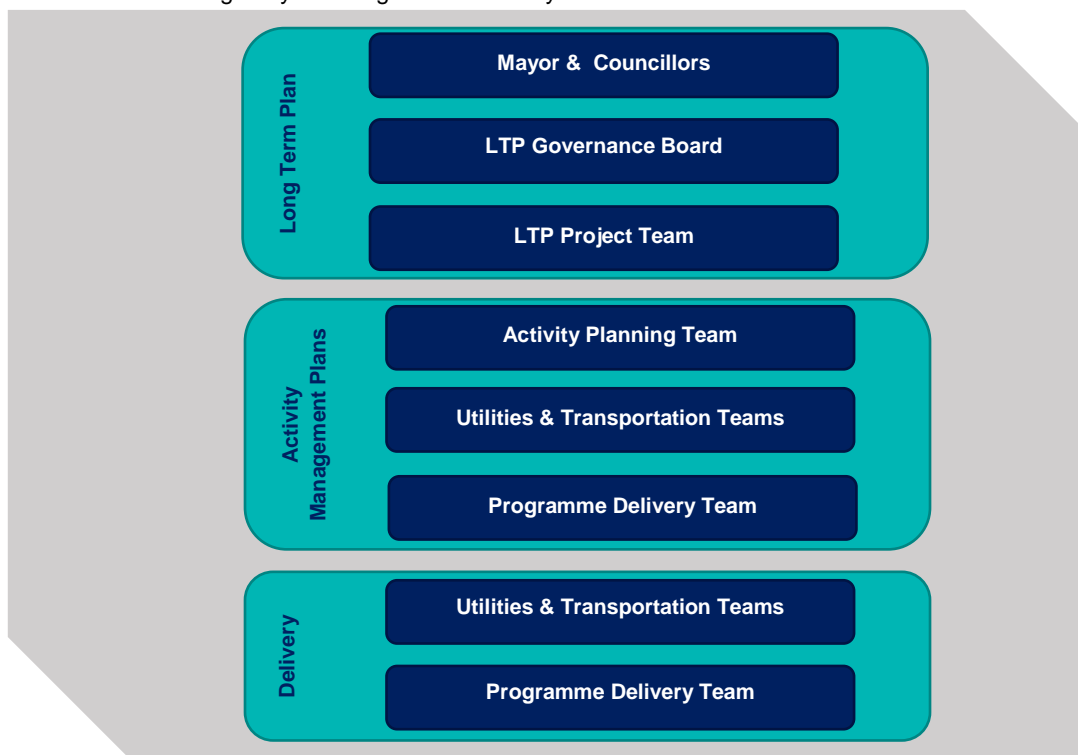 Long Term Plan
Mayor & Councillors
LTP Governance Board
LTP Project Team
Activity
Management Plans
Activity Planning Team
Utilities & Transportation Teams
Programme Delivery Team
Delivery
Utilities & Transportation Teams
Programme Delivery Team